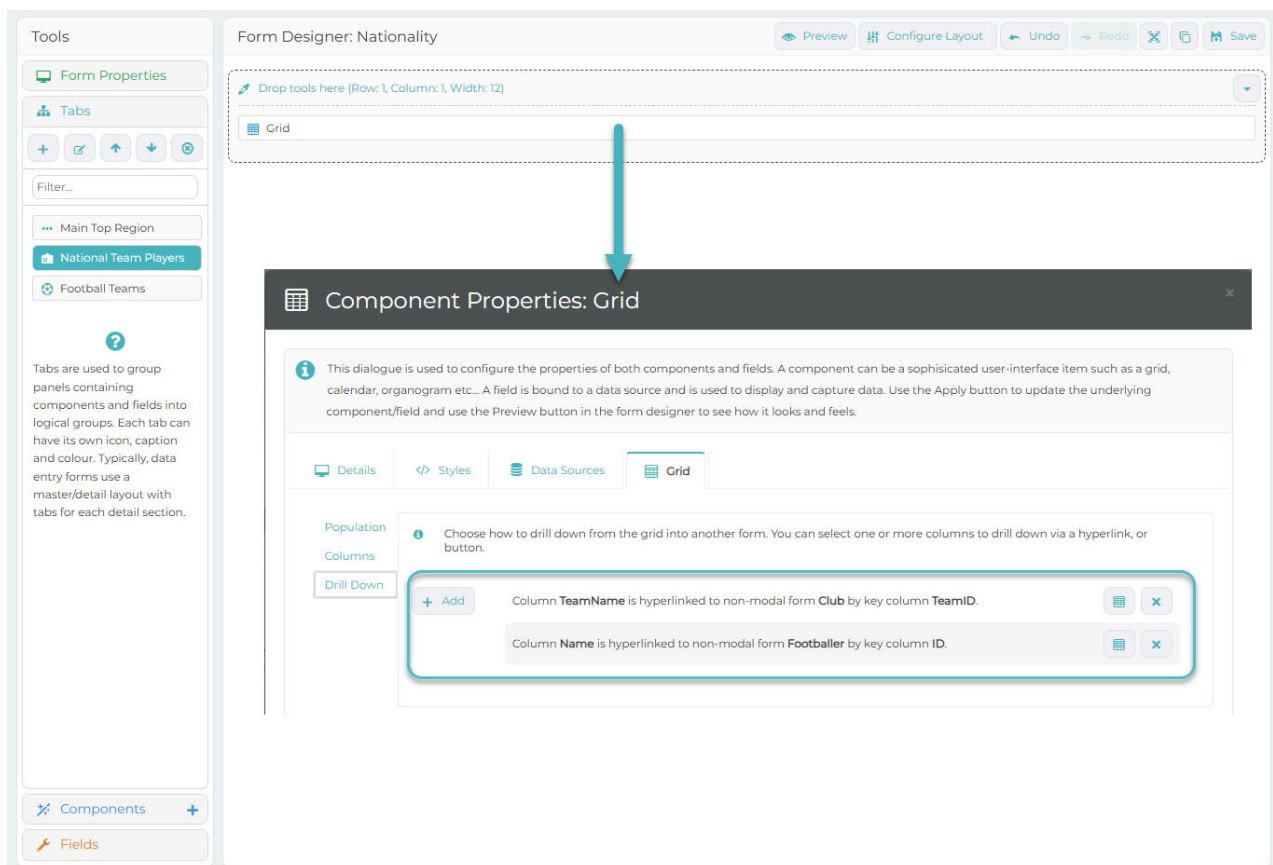 Tools
Form Properties
Tabs
Filter...
Main Top Region
National Team Players
Football Teams
Tabs are used to group
panels containing
components and fields into
logical groups. Each tab can
have its own icon, caption
and colour. Typically, data
entry forms use a
master/detail layout with
tabs for each detail section.
Components
Fields
Form Designer: Nationality
Preview
Configure Layout
Undo
Redo
Save
Drop tools here (Row: 1, Column: 1, Width: 12)
Grid
Component Properties: Grid
This dialogue is used to configure the properties of both components and fields. A component can be a sophisicated user-interface item such as a grid,
calendar, organogram etc... A field is bound to a data source and is used to display and capture data. Use the Apply button to update the underlying
component/field and use the Preview button in the form designer to see how it looks and feels.
Details
Styles
Data Sources
Grid
Population
Columns
Drill Down
Choose how to drill down from the grid into another form. You can select one or more columns to drill down via a hyperlink, or
button.
Add
Column TeamName is hyperlinked to non-modal form Club by key column TeamID.
Column Name is hyperlinked to non-modal form Footballer by key column ID.